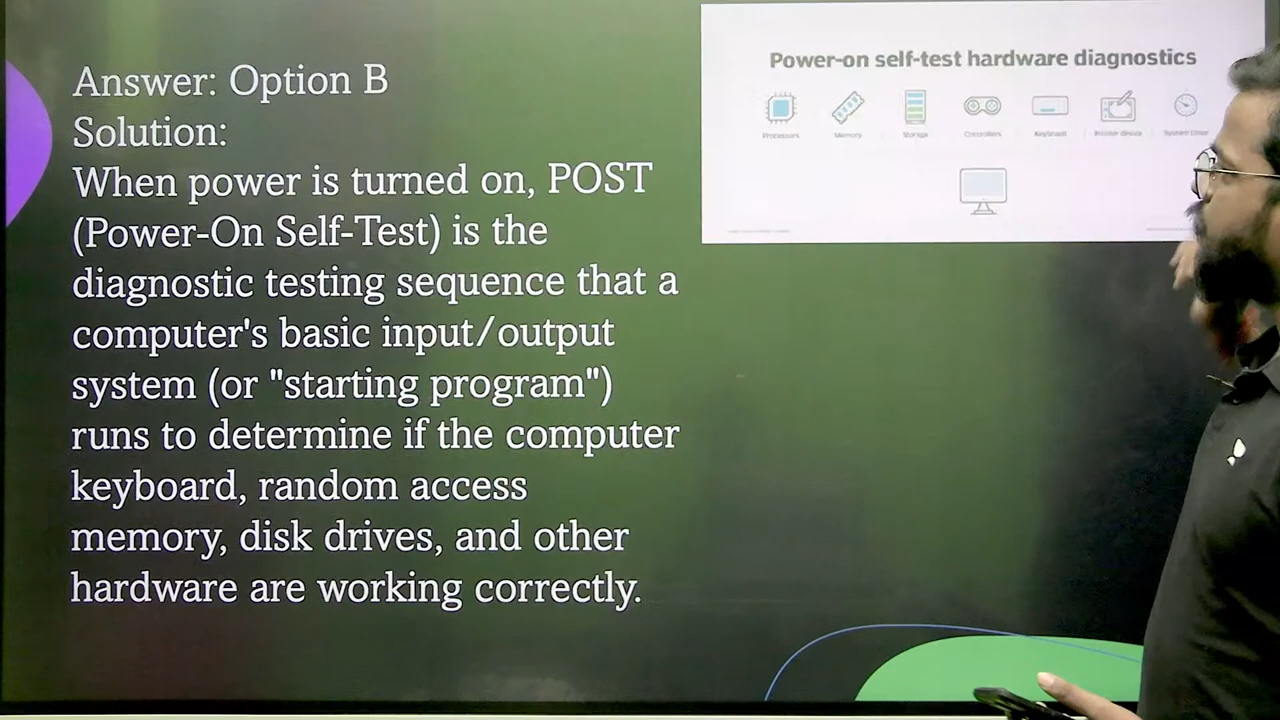 Answer: Option B
Solution:
When power is turned on, POST
(Power-On Self-Test) is the
diagnostic testing sequence that a
computer's basic input/output
system (or "starting program")
runs to determine if the computer
keyboard, random access
memory, disk drives, and other
hardware are working correctly.
Power-on self-test hardware diagnostics
Processors Memory Storage Controllers Keyboard Pointer device System timer